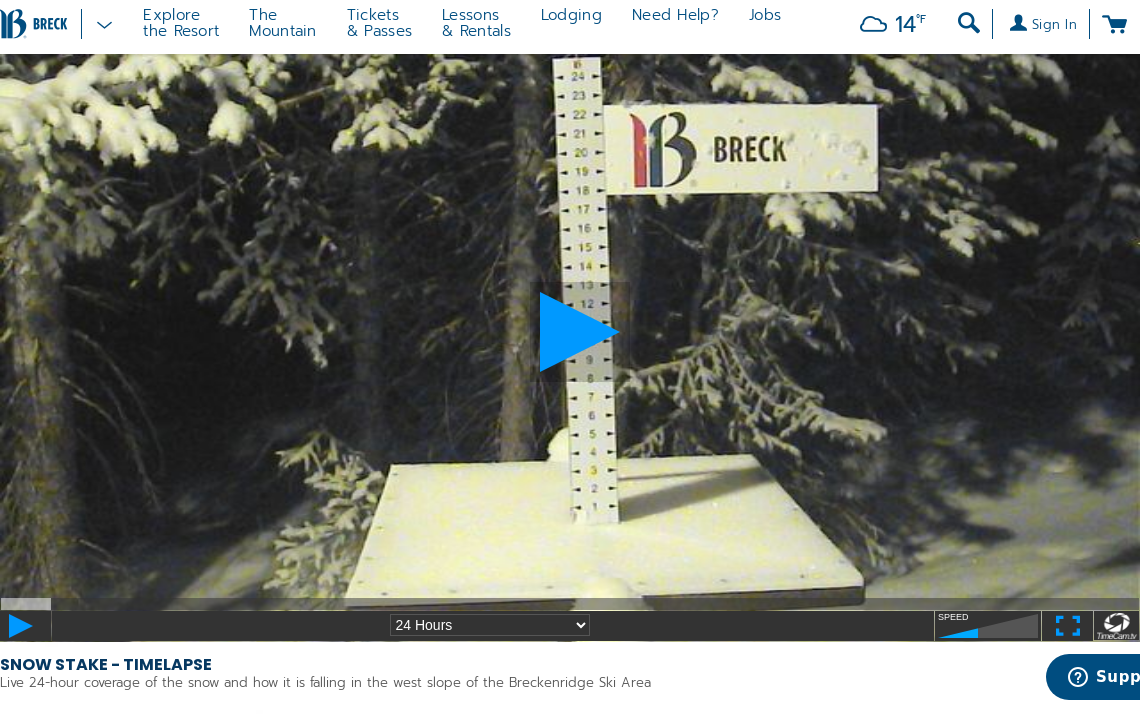 BRECK
Explore
the Resort
The
Mountain
Tickets
& Passes
Lessons
& Rentals
Lodging
Need Help?
Jobs
14°F
Sign In
24
23
22
21
20
19
18
17
16
15
14
13
12
9
8
7
6
5
4
3
2
1
BRECK
24 Hours
SPEED
TimeCam.tv
SNOW STAKE - TIMELAPSE
Live 24-hour coverage of the snow and how it is falling in the west slope of the Breckenridge Ski Area
Supp